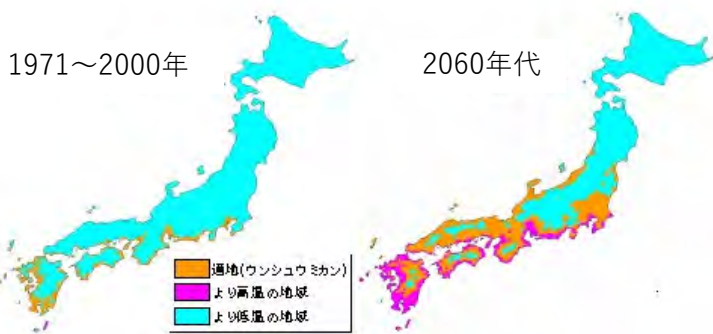 1971～2000年
2060年代
適地(ウンシュウミカン)
より高温の地域
より低温の地域